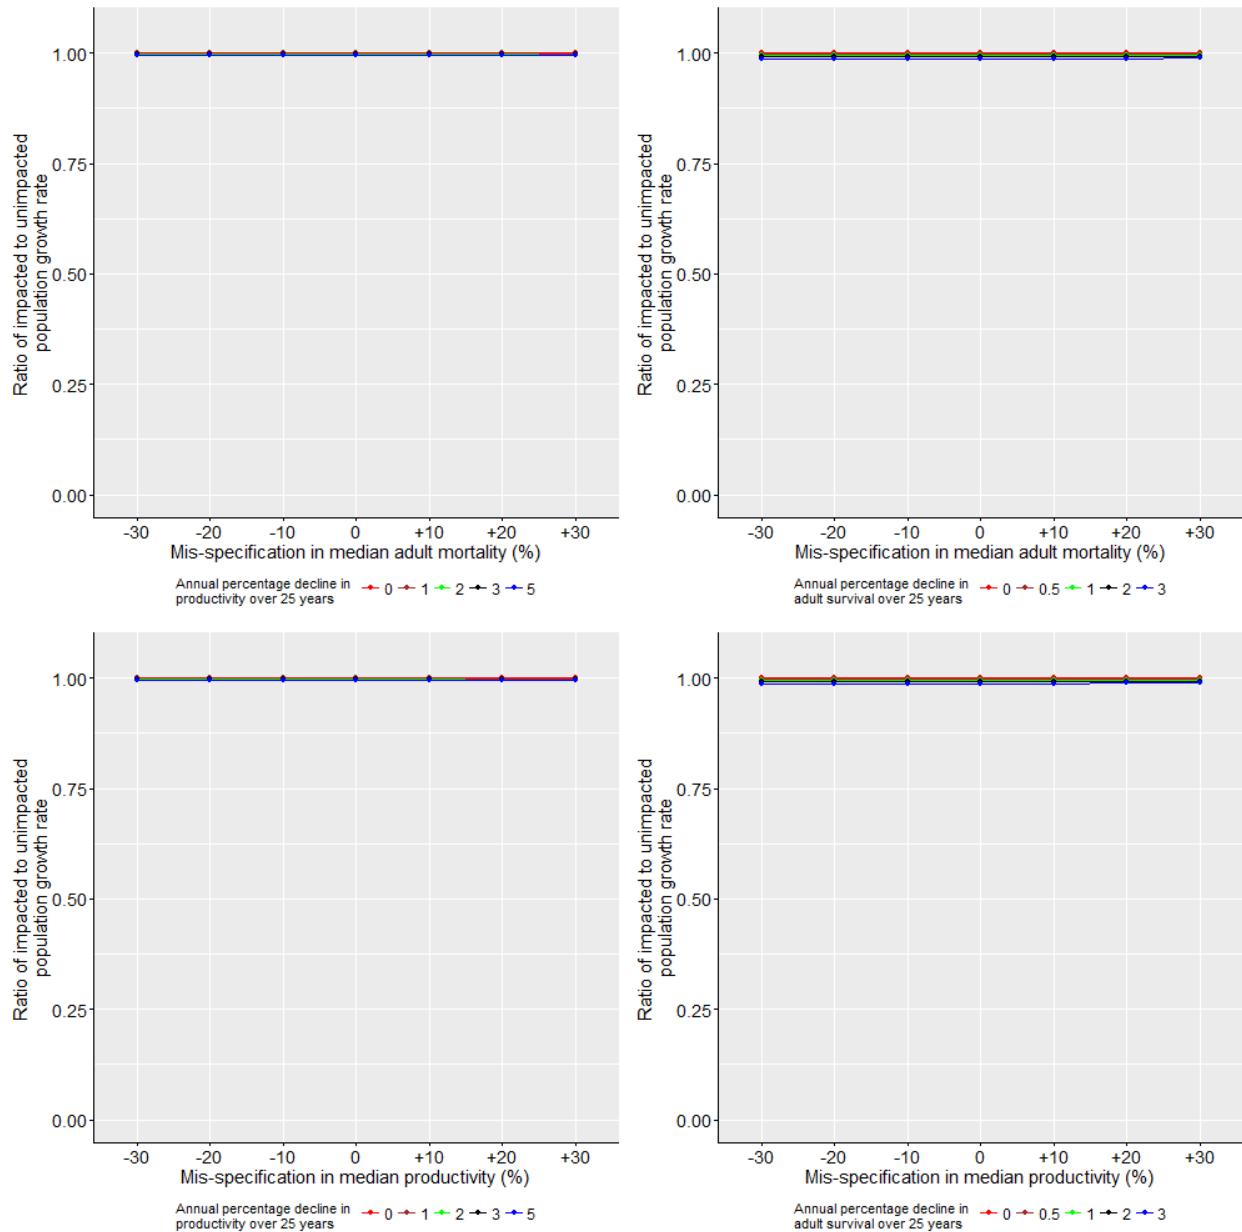 Ratio of impacted to unimpacted
population growth rate
1.00
0.75
0.50
0.25
0.00
-30 -20 -10 0 +10 +20 +30
Mis-specification in median adult mortality (%)
Annual percentage decline in
productivity over 25 years
0 1 2 3 5
Ratio of impacted to unimpacted
population growth rate
1.00
0.75
0.50
0.25
0.00
-30 -20 -10 0 +10 +20 +30
Mis-specification in median adult mortality (%)
Annual percentage decline in
adult survival over 25 years
0 0.5 1 2 3
Ratio of impacted to unimpacted
population growth rate
1.00
0.75
0.50
0.25
0.00
-30 -20 -10 0 +10 +20 +30
Mis-specification in median productivity (%)
Annual percentage decline in
productivity over 25 years
0 1 2 3 5
Ratio of impacted to unimpacted
population growth rate
1.00
0.75
0.50
0.25
0.00
-30 -20 -10 0 +10 +20 +30
Mis-specification in median productivity (%)
Annual percentage decline in
adult survival over 25 years
0 0.5 1 2 3